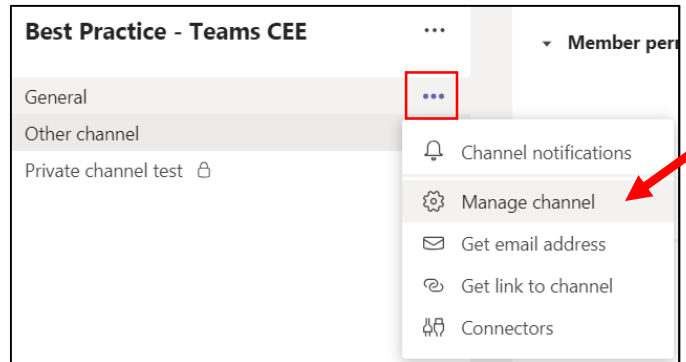 Best Practice - Teams CEE
Member
General
Other channel
Private channel test
Channel notifications
Manage channel
Get email address
Get link to channel
Connectors